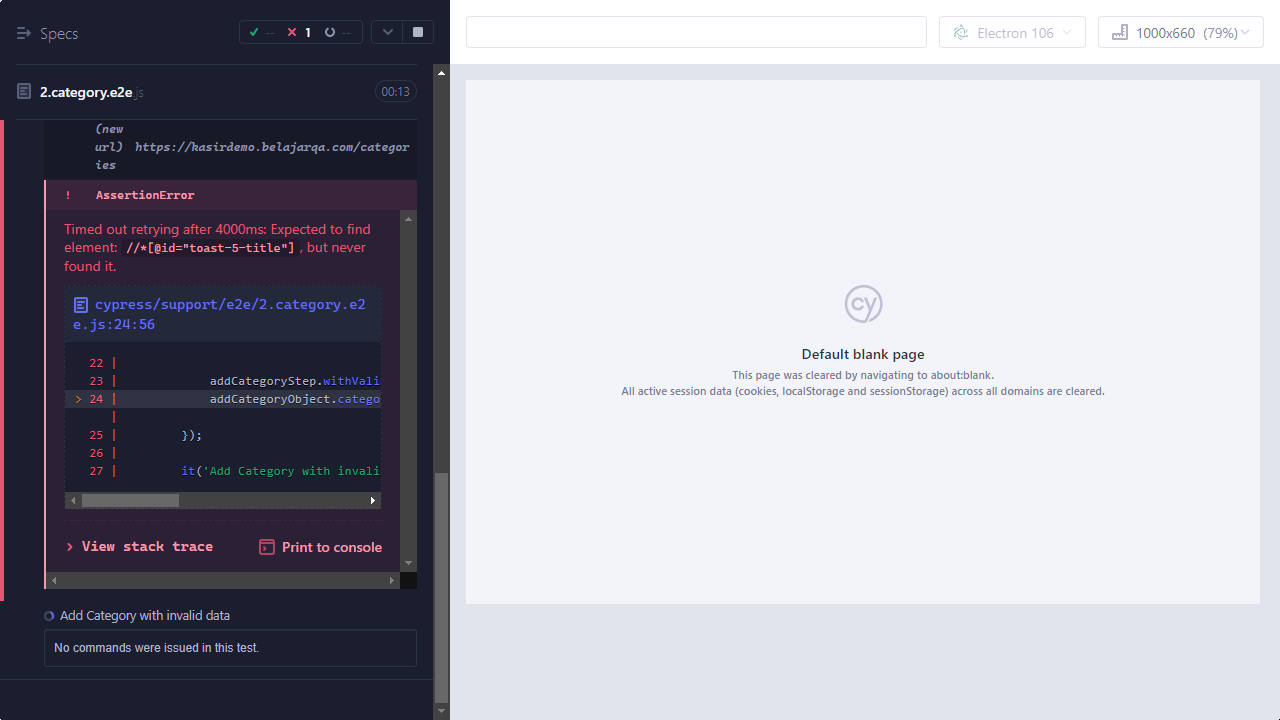 Specs
-- 1 --
2.category.e2e.js
00:13
(new
url) https://kasirdemo.belajarqa.com/categor
ies
! AssertionError
Timed out retrying after 4000ms: Expected to find
element: //*[@id="toast-5-title"], but never
found it.
cypress/support/e2e/2.category.e2
e.js:24:56
22 |
23 | addCategoryStep.withVali
> 24 | addCategoryObject.catego
|
25 | });
26 |
27 | it('Add Category with invali
> View stack trace
Print to console
Add Category with invalid data
No commands were issued in this test.
Electron 106
1000x660 (79%)
cy
Default blank page
This page was cleared by navigating to about:blank.
All active session data (cookies, localStorage and sessionStorage) across all domains are cleared.